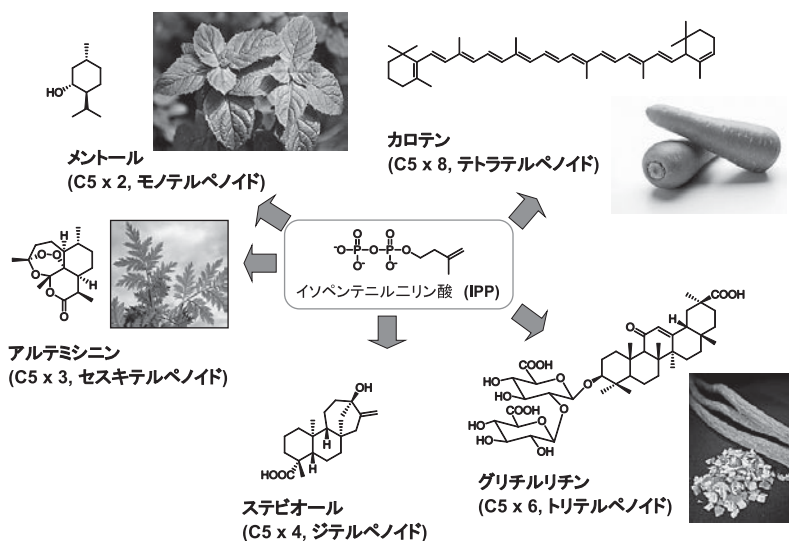 HO
メントール
(C5 x 2, モノテルペノイド)
カロテン
(C5 x 8, テトラテルペノイド)
H
O
O
O
H
H
O
O
アルテミシニン
(C5 x 3, セスキテルペノイド)
O O
-O-P-O-P-O
O- O-
イソペンテニル二リン酸 (IPP)
OH
H
H
HOOC
ステビオール
(C5 x 4, ジテルペノイド)
COOH
O
H
H
COOH
HO
O
HO
O
O
COOH
O
HO
O
HO
OH
グリチルリチン
(C5 x 6, トリテルペノイド)